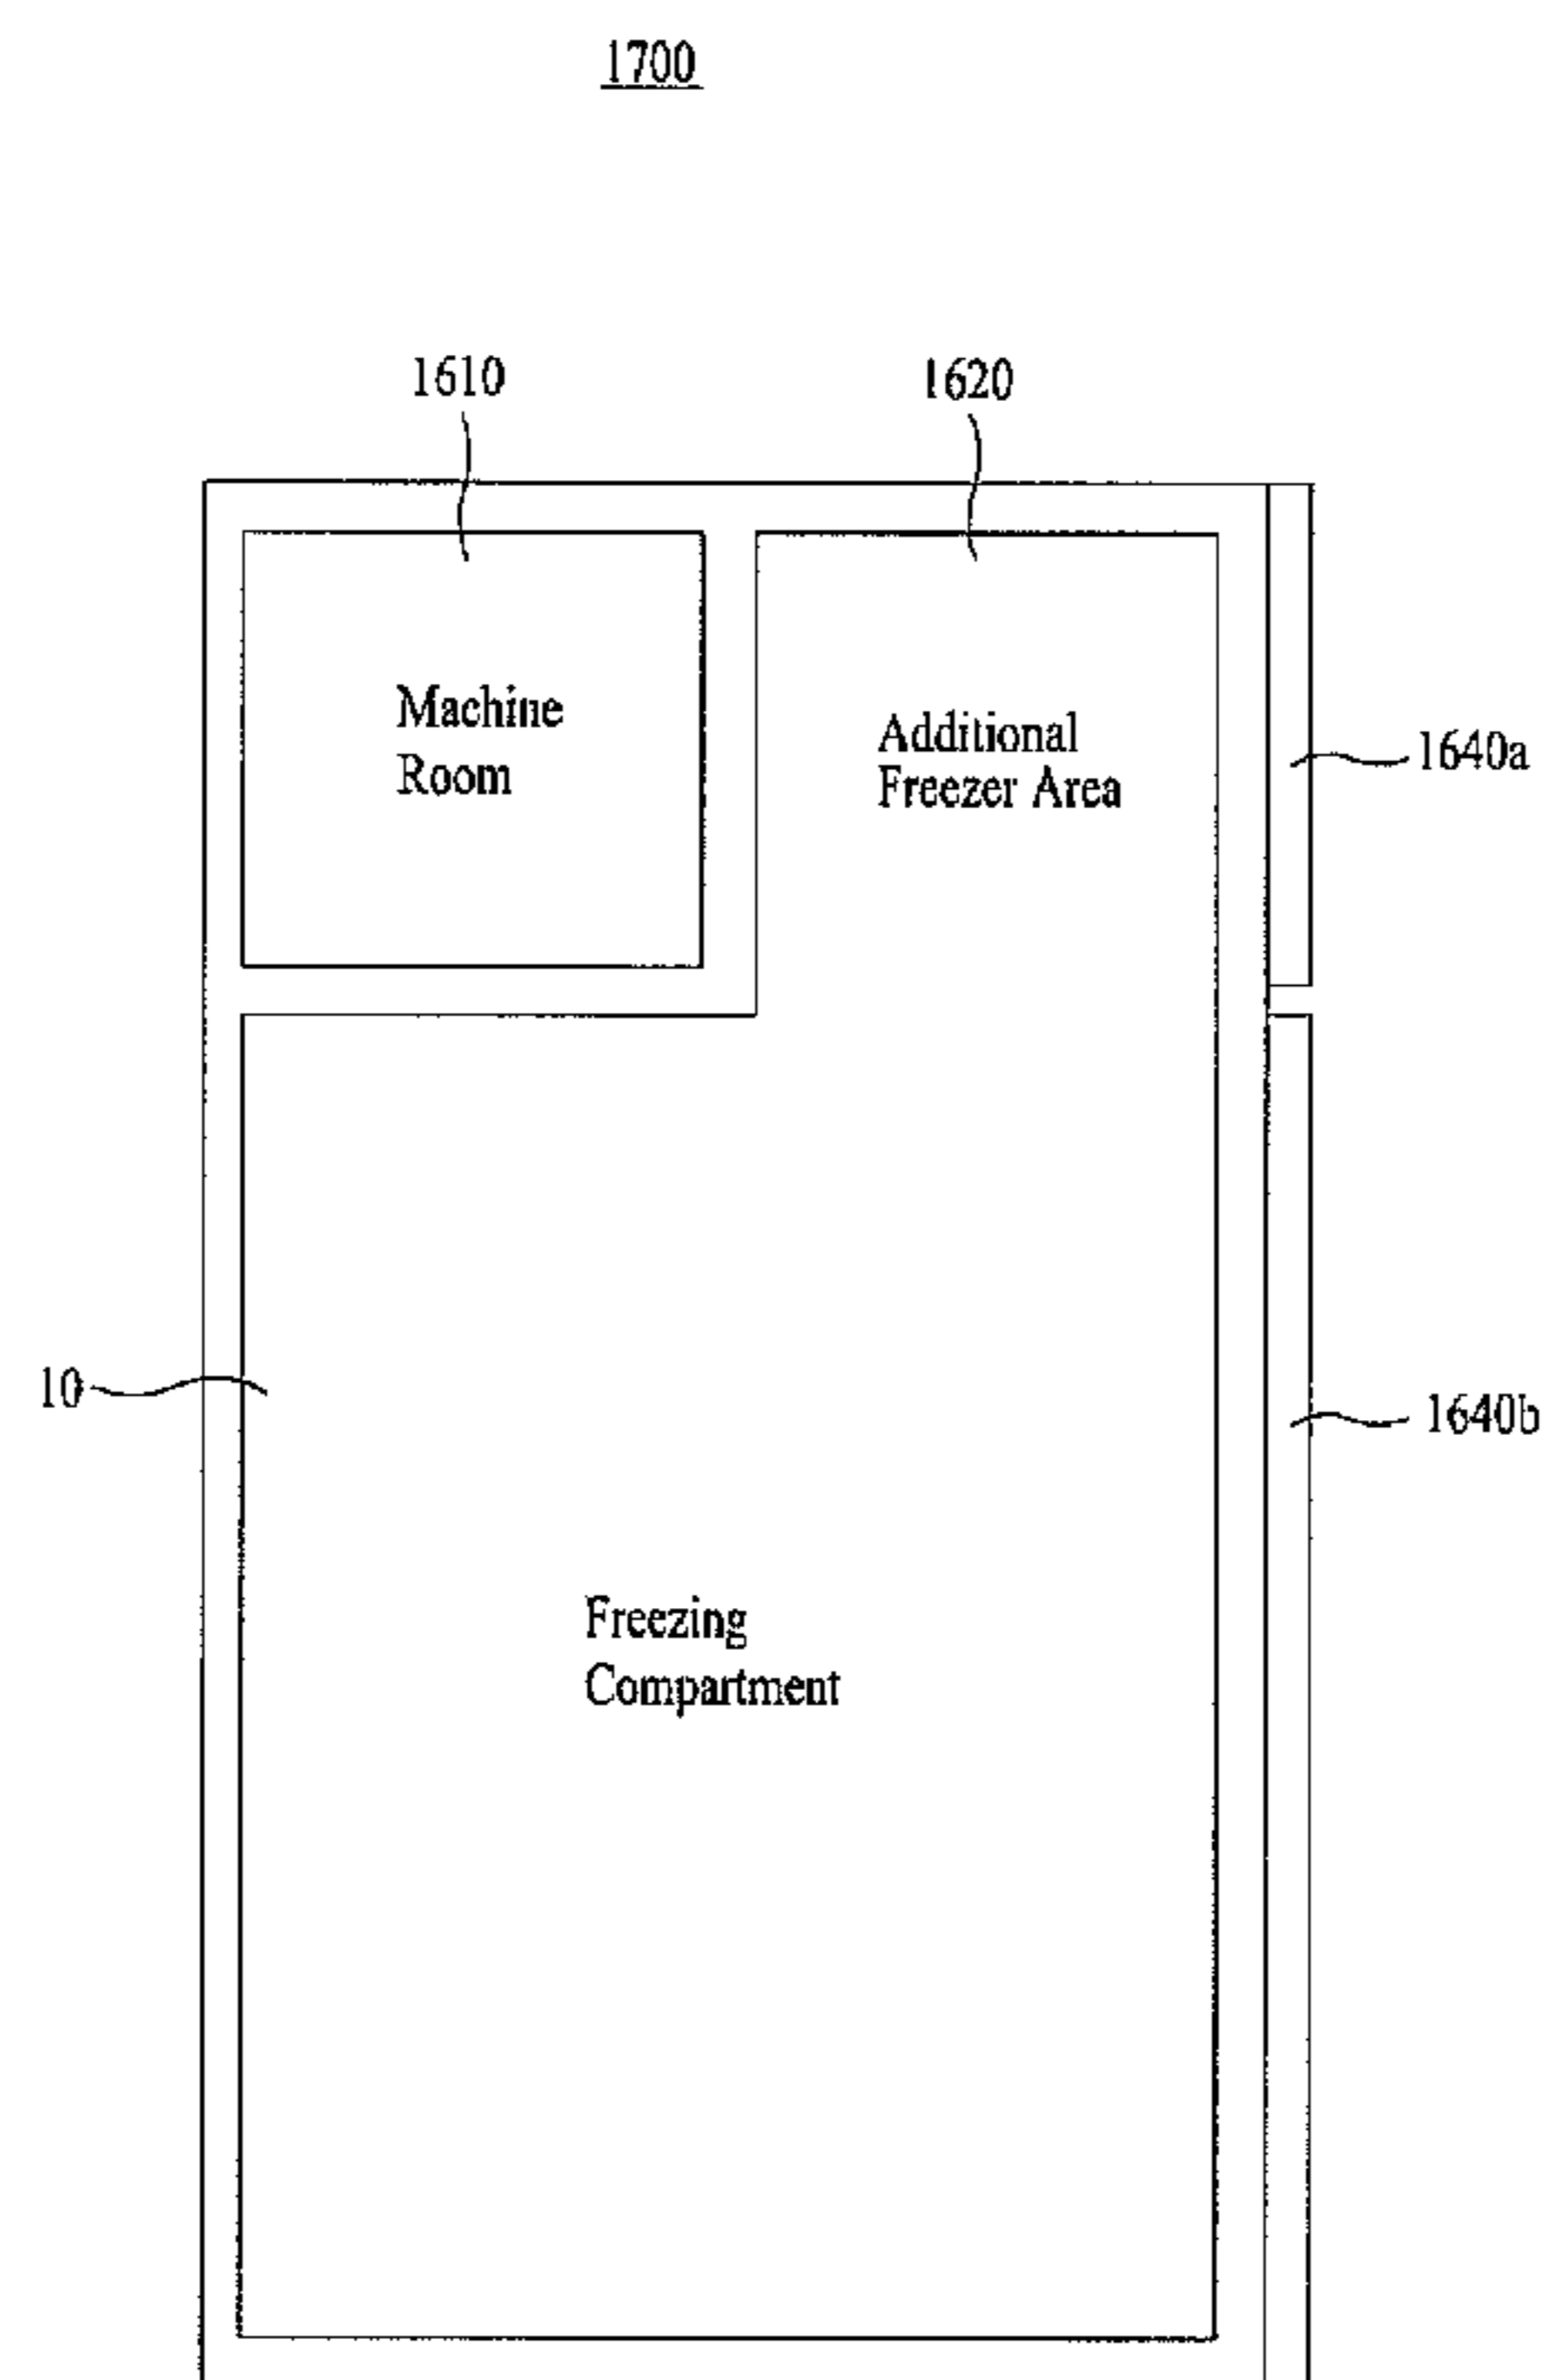 1700
1610
1620
Machine
Room
Additional
Freezer Area
1640a
10
1640b
Freezing
Compartment